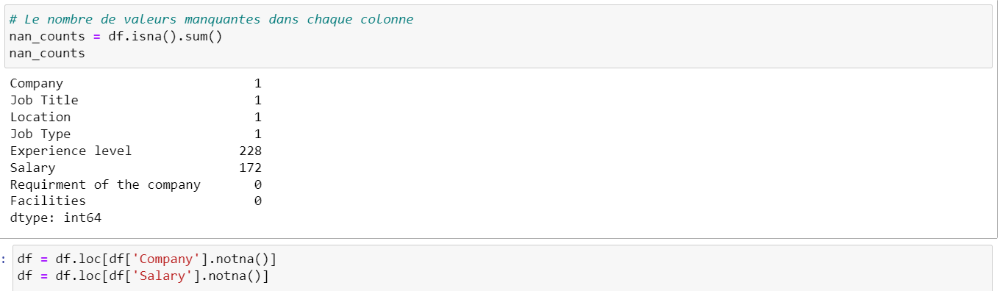 # Le nombre de valeurs manquantes dans chaque colonne
nan_counts = df.isna().sum()
nan_counts
Company 1
Job Title 1
Location 1
Job Type 1
Experience level 228
Salary 172
Requirment of the company 0
Facilities 0
dtype: int64
: df = df.loc[df['Company'].notna()]
df = df.loc[df['Salary'].notna()]